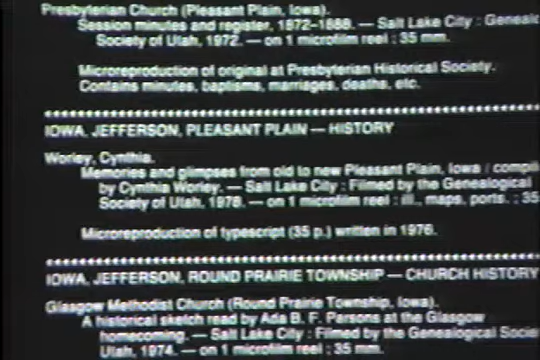 Presbyterian Church (Pleasant Plain, Iowa).
Session minutes and register, 1872-1888. — Salt Lake City : Genealo
Society of Utah, 1972. — on 1 microfilm reel ; 35 mm.
Microreproduction of original at Presbyterian Historical Society.
Contains minutes, baptisms, marriages, deaths, etc.
IOWA, JEFFERSON, PLEASANT PLAIN — HISTORY
Worley, Cynthia.
Memories and glimpses from old to new Pleasant Plain, Iowa / compil
by Cynthia Worley. — Salt Lake City : Filmed by the Genealogical
Society of Utah, 1978. — on 1 microfilm reel : ill., maps, ports. ; 35
Microreproduction of typescript (35 p.) written in 1976.
IOWA, JEFFERSON, ROUND PRAIRIE TOWNSHIP — CHURCH HISTORY
Glasgow Methodist Church (Round Prairie Township, Iowa).
A historical sketch read by Ada B. F. Parsons at the Glasgow
homecoming. — Salt Lake City : Filmed by the Genealogical Socie
Utah, 1974. — on 1 microfilm reel ; 35 mm.